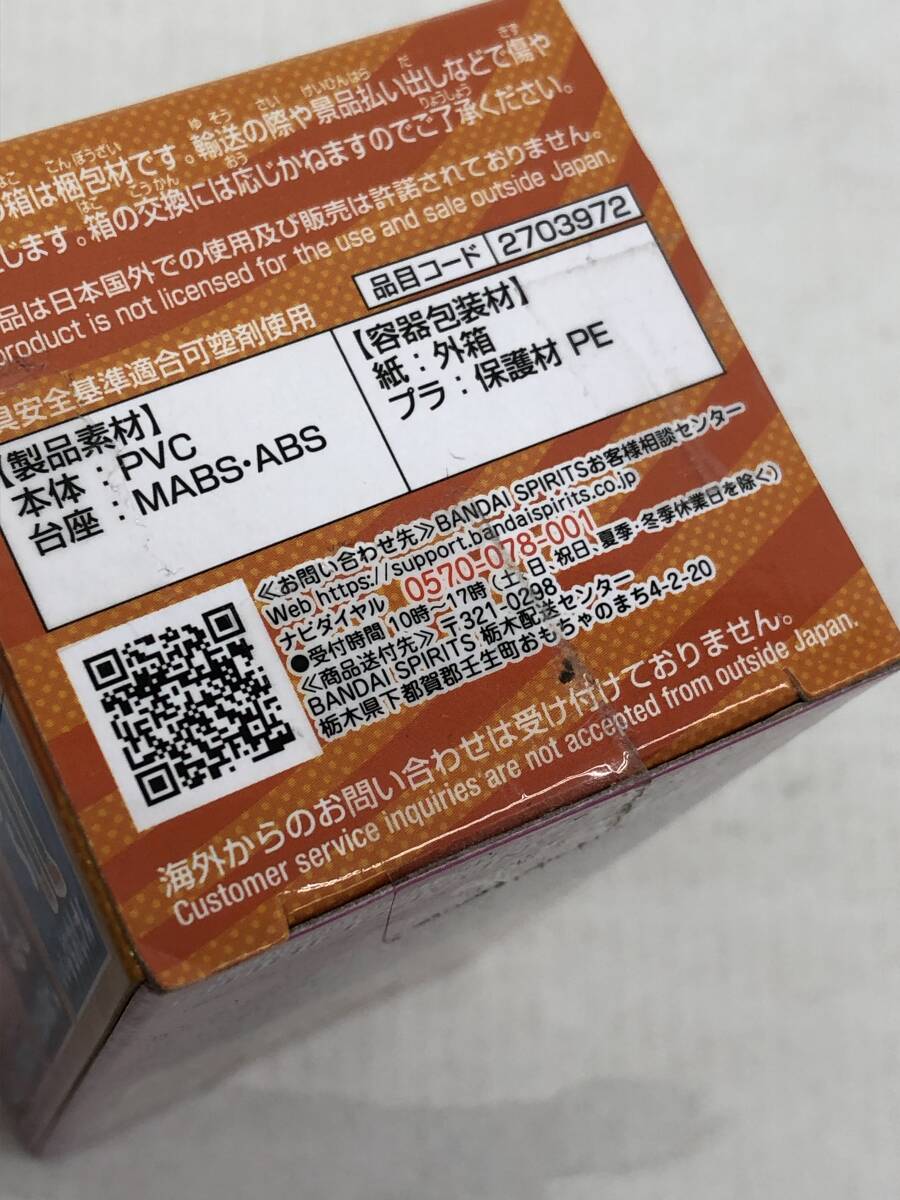 の箱は梱包材です。輸送の際や景品払い出しなどで傷や
じます。箱の交換には応じかねますのでご了承ください。
品は日本国外での使用及び販売は許諾されておりません。
product is not licensed for the use and sale outside Japan.
具安全基準適合可塑剤使用
品目コード 2703972
【製品素材】
本体：PVC
台座：MABS・ABS
【容器包装材】
紙：外箱
プラ：保護材 PE
≪お問い合わせ先≫BANDAI SPIRITSお客様相談センター
Web https://support.bandaispirits.co.jp
ナビダイヤル 0570-078-001
●受付時間 10時～17時（土、日、祝日、夏季・冬季休業日を除く）
≪商品送付先≫〒321-0298
BANDAI SPIRITS 栃木配送センター
栃木県下都賀郡壬生町おもちゃのまち4-2-20
海外からのお問い合わせは受け付けておりません。
Customer service inquiries are not accepted from outside Japan.